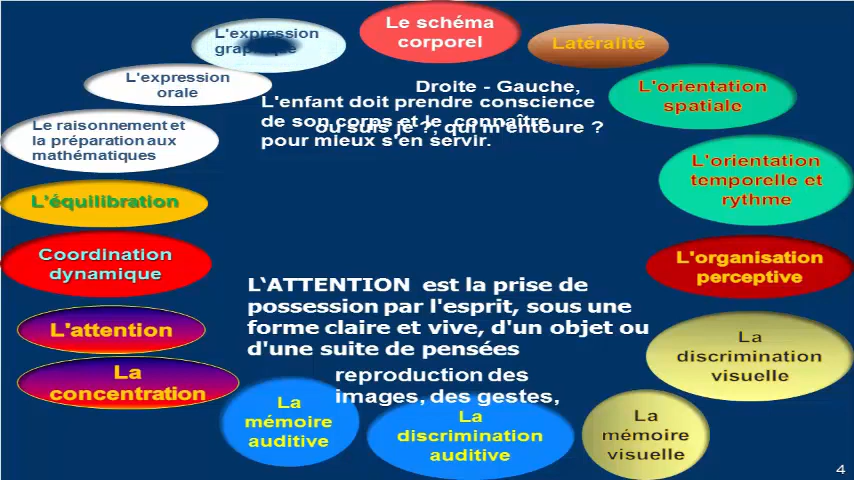 L'expression
graphique
Le schéma
corporel
Latéralité
L'expression
orale
Droite - Gauche,
L'orientation
spatiale
L'enfant doit prendre conscience
de son corps et le connaître
ou suis je ?, qui m'entoure ?
pour mieux s'en servir.
Le raisonnement et
la préparation aux
mathématiques
L'orientation
temporelle et
rythme
L'équilibration
Coordination
dynamique
L'organisation
perceptive
L'ATTENTION est la prise de
possession par l'esprit, sous une
forme claire et vive, d'un objet ou
d'une suite de pensées
L'attention
La
discrimination
visuelle
La
concentration
reproduction des
images, des gestes,
La
mémoire
auditive
La
discrimination
auditive
La
mémoire
visuelle
4